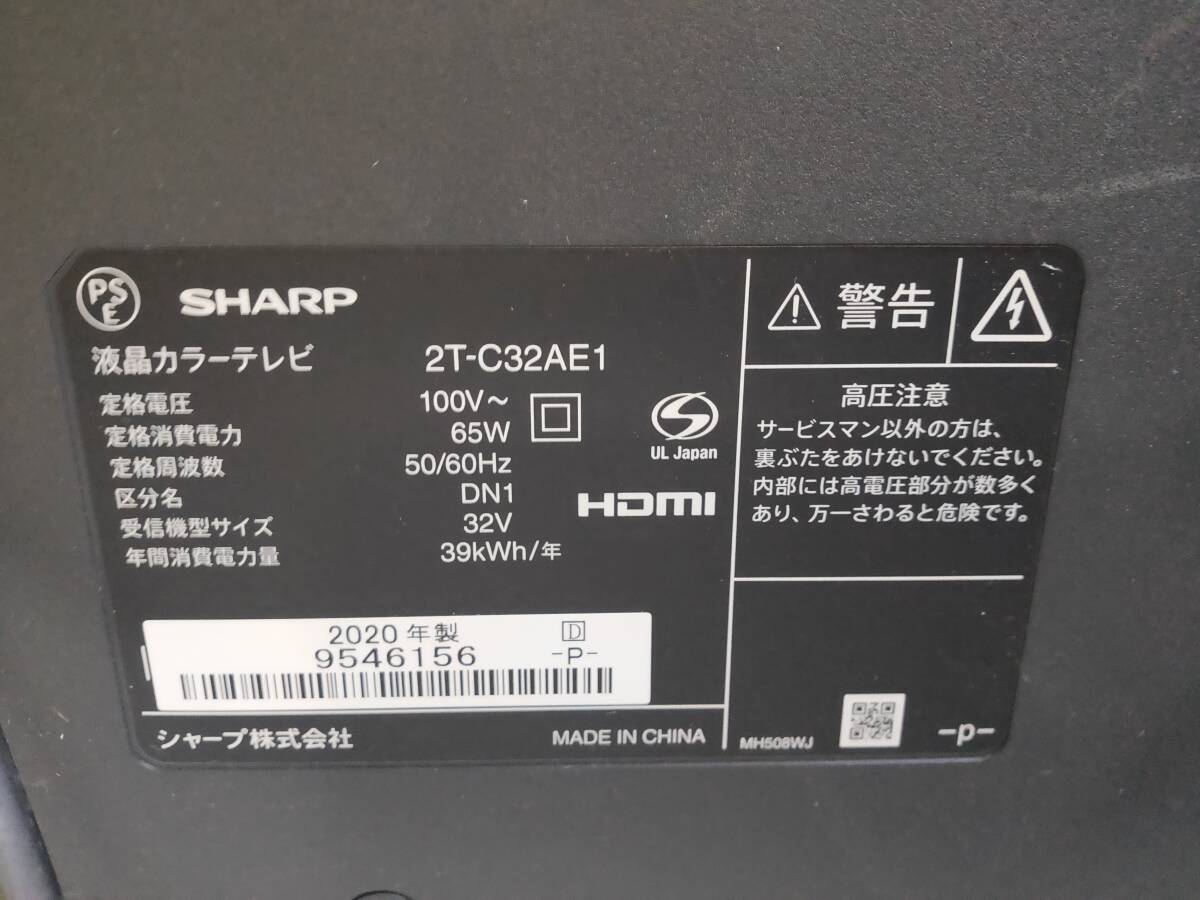 PSE SHARP
液晶カラーテレビ 2T-C32AE1
定格電圧 100V～
定格消費電力 65W
定格周波数 50/60Hz
区分名 DN1
受信機型サイズ 32V
年間消費電力量 39kWh/年
UL Japan
HDMI
2020年製 D
9546156 -P-
シャープ株式会社 MADE IN CHINA
警告
高圧注意
サービスマン以外の方は、
裏ぶたをあけないでください。
内部には高電圧部分が数多く
あり、万一さわると危険です。
MH508WJ -p-